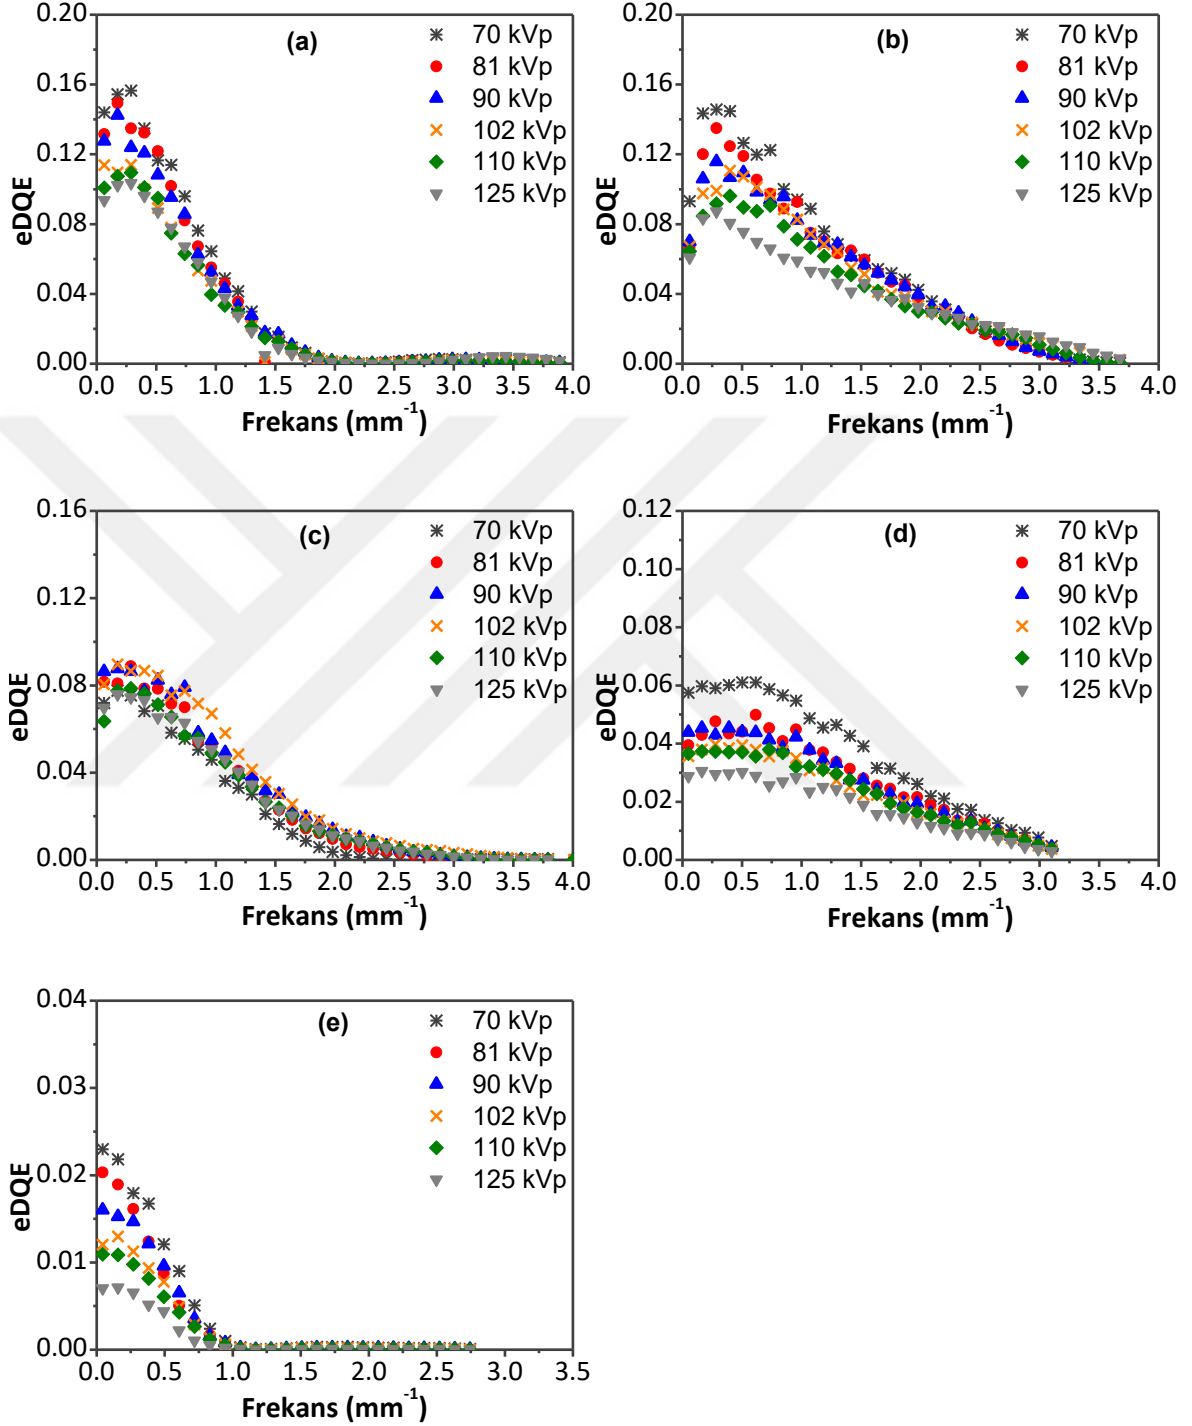 (a)
70 kVp
81 kVp
90 kVp
102 kVp
110 kVp
125 kVp
eDQE
0.20
0.16
0.12
0.08
0.04
0.00
0.0 0.5 1.0 1.5 2.0 2.5 3.0 3.5 4.0
Frekans (mm⁻¹)
(b)
70 kVp
81 kVp
90 kVp
102 kVp
110 kVp
125 kVp
eDQE
0.20
0.16
0.12
0.08
0.04
0.00
0.0 0.5 1.0 1.5 2.0 2.5 3.0 3.5 4.0
Frekans (mm⁻¹)
(c)
70 kVp
81 kVp
90 kVp
102 kVp
110 kVp
125 kVp
eDQE
0.16
0.12
0.08
0.04
0.00
0.0 0.5 1.0 1.5 2.0 2.5 3.0 3.5 4.0
Frekans (mm⁻¹)
(d)
70 kVp
81 kVp
90 kVp
102 kVp
110 kVp
125 kVp
eDQE
0.12
0.10
0.08
0.06
0.04
0.02
0.00
0.0 0.5 1.0 1.5 2.0 2.5 3.0 3.5 4.0
Frekans (mm⁻¹)
(e)
70 kVp
81 kVp
90 kVp
102 kVp
110 kVp
125 kVp
eDQE
0.04
0.03
0.02
0.01
0.00
0.0 0.5 1.0 1.5 2.0 2.5 3.0 3.5
Frekans (mm⁻¹)